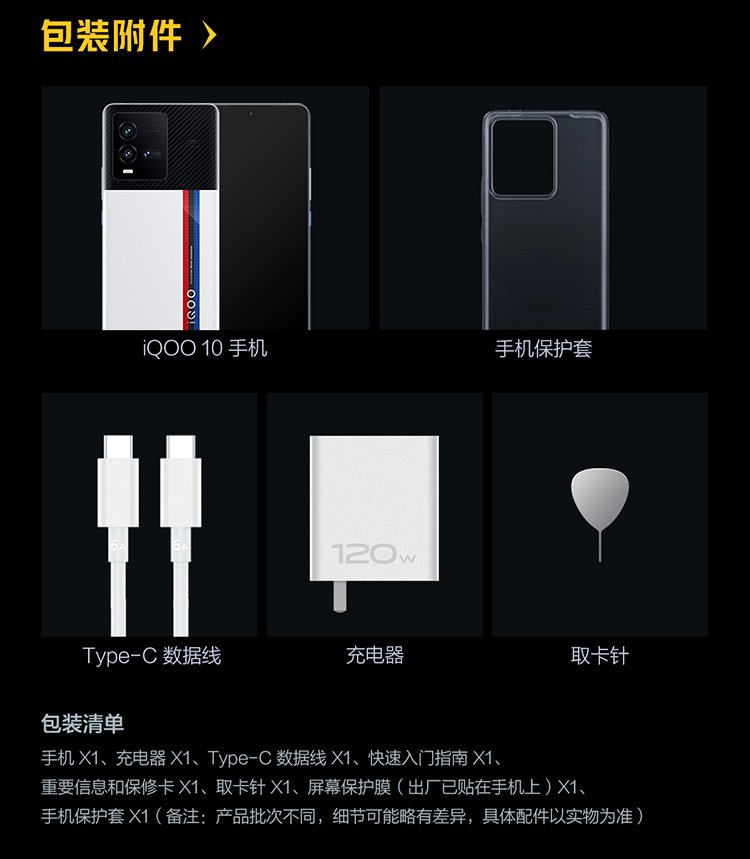 包装附件
iQOO
iQOO 10 手机
手机保护套
6A
6A
120W
Type-C 数据线
充电器
取卡针
包装清单
手机 X1、充电器 X1、Type-C 数据线 X1、快速入门指南 X1、
重要信息和保修卡 X1、取卡针 X1、屏幕保护膜（出厂已贴在手机上）X1、
手机保护套 X1（备注：产品批次不同，细节可能略有差异，具体配件以实物为准）